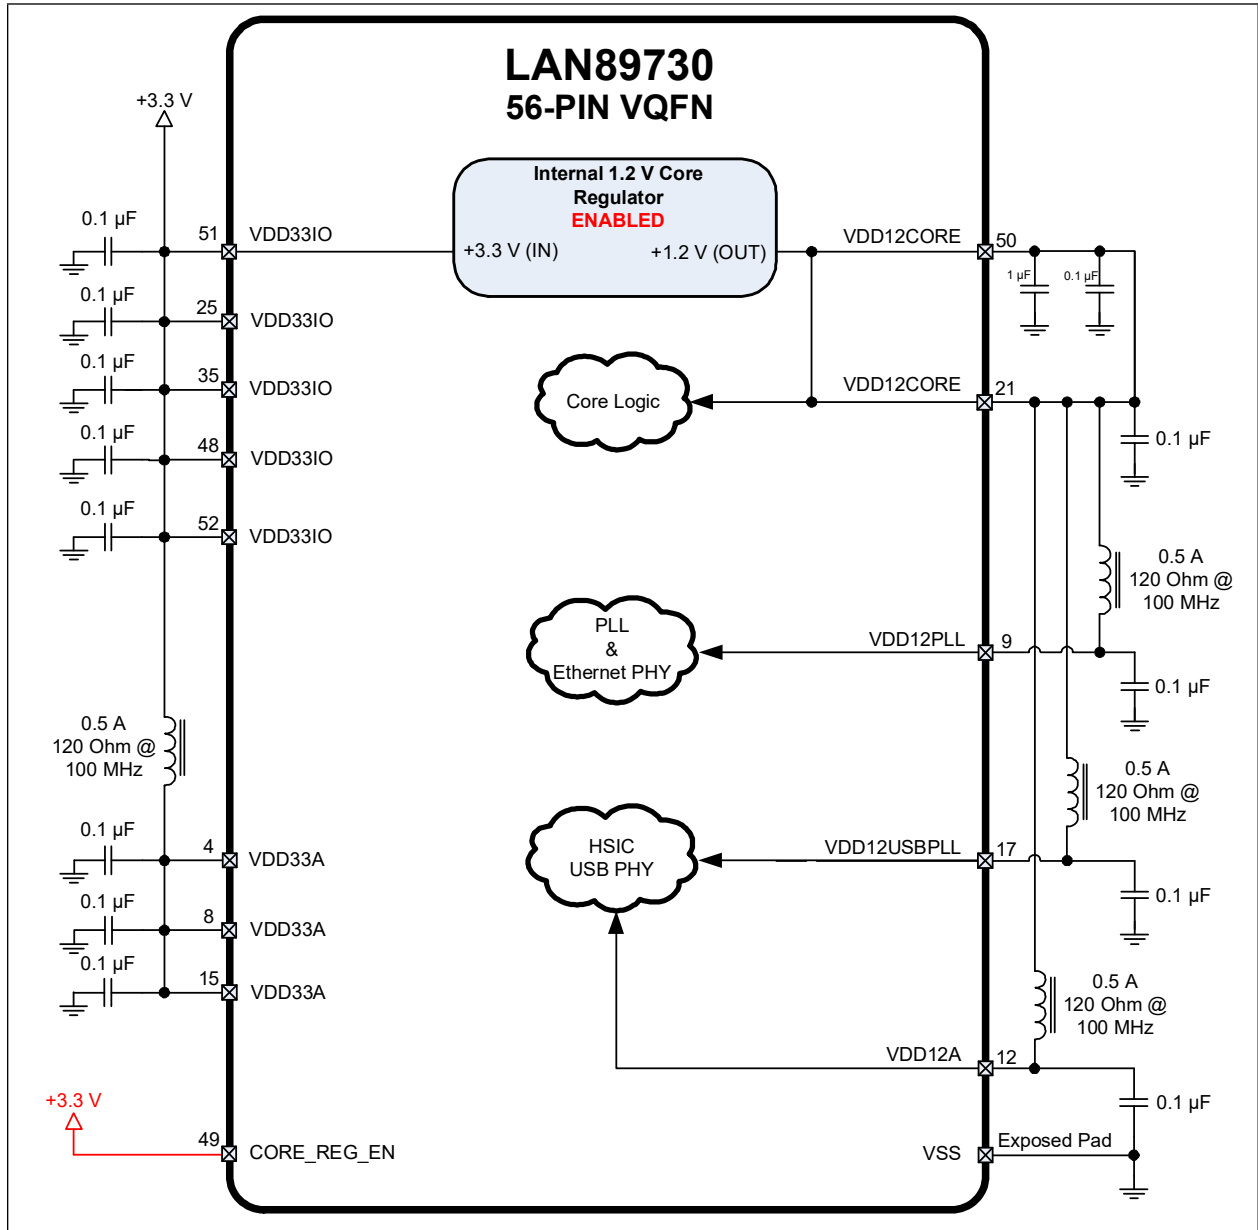 LAN89730
56-PIN VQFN
+3.3 V
Internal 1.2 V Core
Regulator
ENABLED
+3.3 V (IN)
+1.2 V (OUT)
0.1 µF
51
VDD33IO
VDD12CORE
50
1 µF
0.1 µF
0.1 µF
25
VDD33IO
0.1 µF
35
VDD33IO
Core Logic
VDD12CORE
21
0.1 µF
0.1 µF
48
VDD33IO
0.1 µF
52
VDD33IO
0.5 A
120 Ohm @
100 MHz
PLL
&
Ethernet PHY
VDD12PLL
9
0.1 µF
0.5 A
120 Ohm @
100 MHz
0.5 A
120 Ohm @
100 MHz
0.1 µF
4
VDD33A
HSIC
USB PHY
VDD12USBPLL
17
0.1 µF
0.1 µF
8
VDD33A
0.1 µF
15
VDD33A
0.5 A
120 Ohm @
100 MHz
VDD12A
12
0.1 µF
+3.3 V
49
CORE_REG_EN
VSS
Exposed Pad